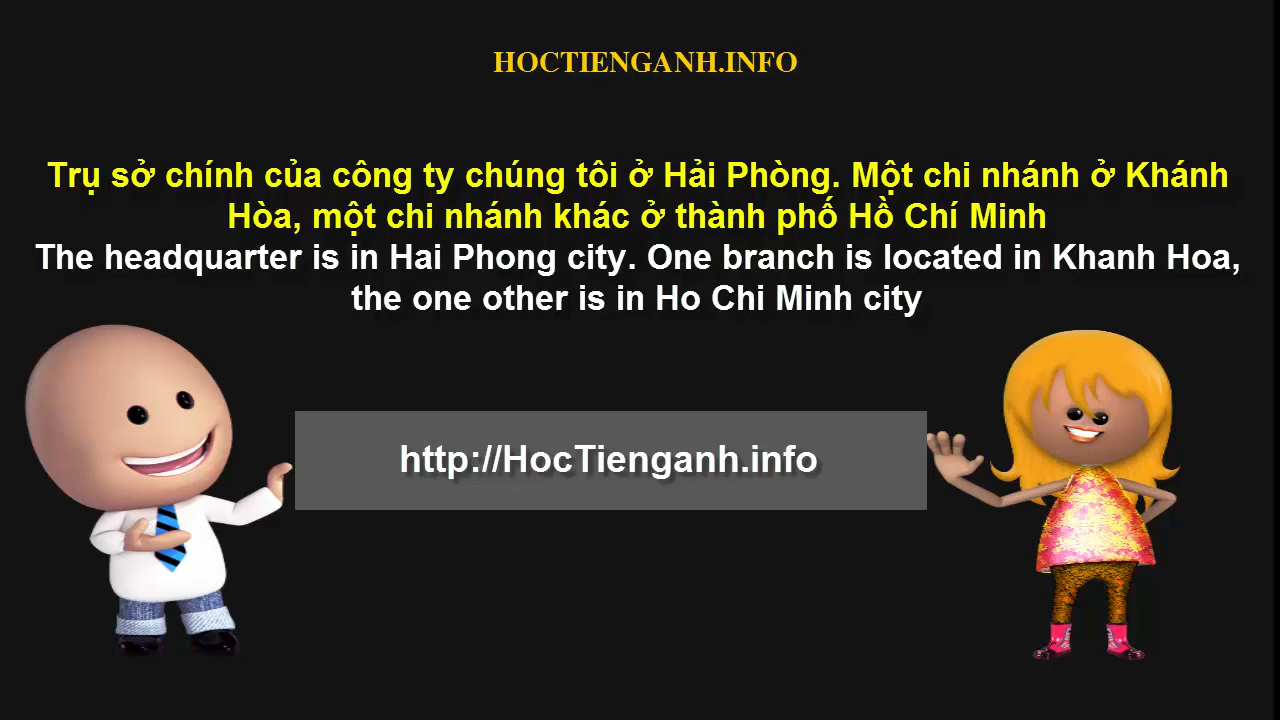 HOCTIENGANH.INFO
Trụ sở chính của công ty chúng tôi ở Hải Phòng. Một chi nhánh ở Khánh
Hòa, một chi nhánh khác ở thành phố Hồ Chí Minh
The headquarter is in Hai Phong city. One branch is located in Khanh Hoa,
the one other is in Ho Chi Minh city
http://HocTienganh.info